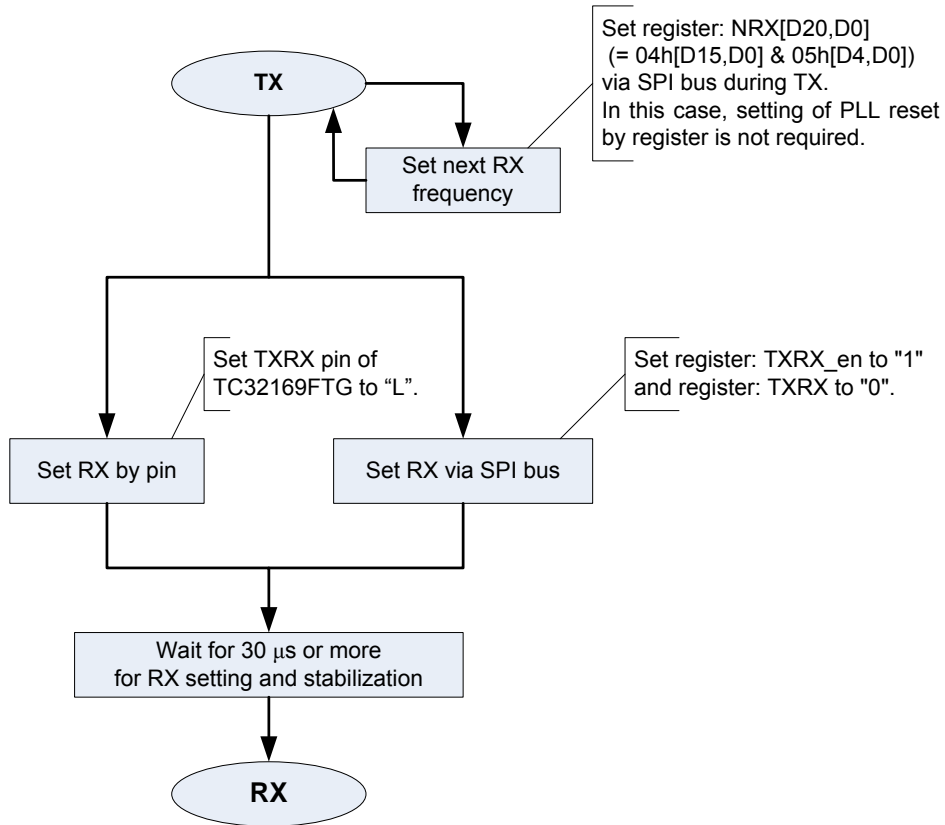 Set register: NRX[D20,D0]
(= 04h[D15,D0] & 05h[D4,D0])
via SPI bus during TX.
In this case, setting of PLL reset
by register is not required.
TX
Set next RX
frequency
Set TXRX pin of
TC32169FTG to “L”.
Set register: TXRX_en to "1"
and register: TXRX to "0".
Set RX by pin
Set RX via SPI bus
Wait for 30 μs or more
for RX setting and stabilization
RX